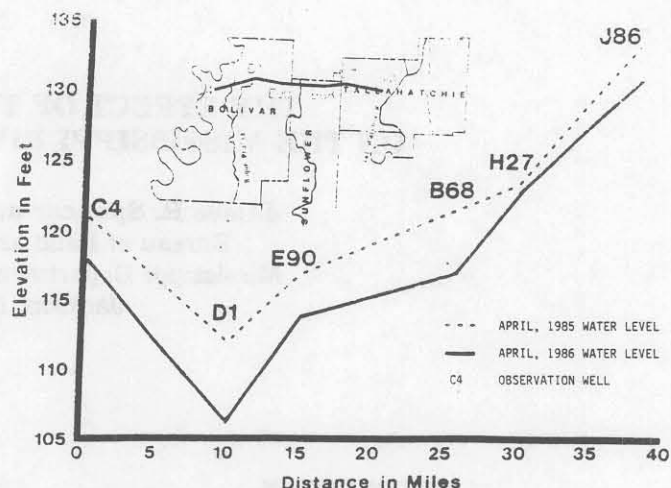 135
130
125
120
115
110
105
0
5
10
15
20
25
30
35
40
Elevation in Feet
Distance in Miles
C4
D1
E90
B68
H27
J86
BOLIVAR
SUNFLOWER
TALLAHATCHIE
APRIL, 1985 WATER LEVEL
APRIL, 1986 WATER LEVEL
C4 OBSERVATION WELL